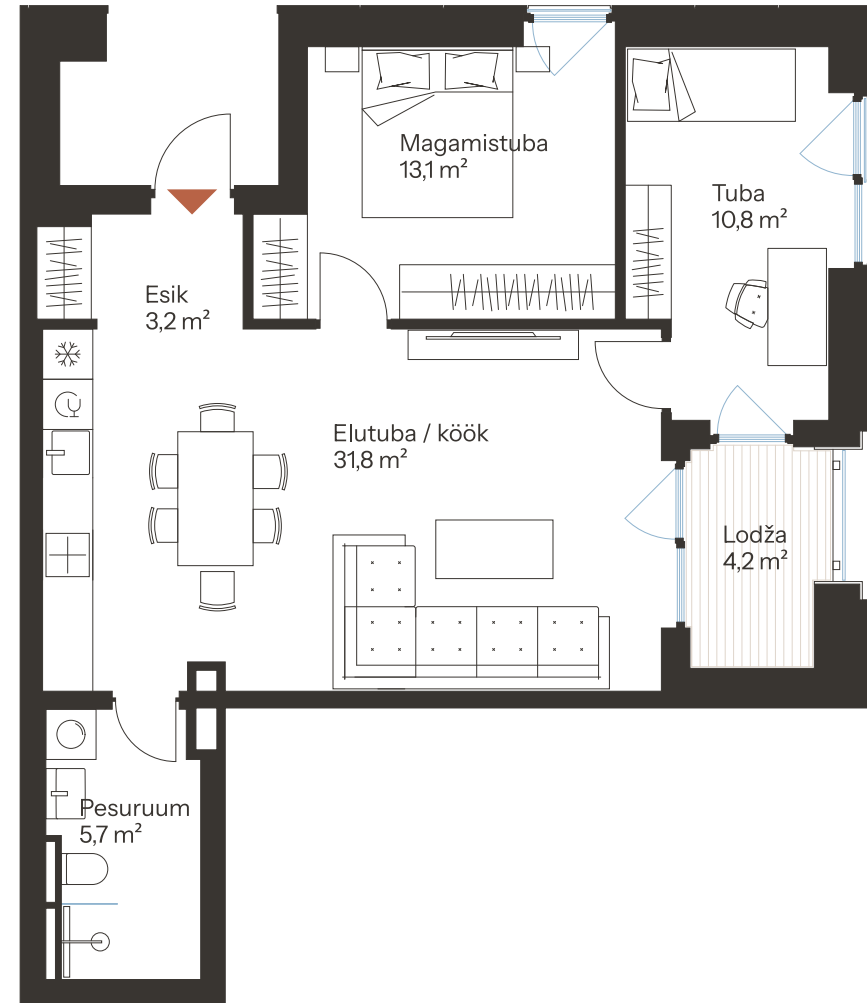 Magamistuba
13,1 m²
Tuba
10,8 m²
Esik
3,2 m²
Elutuba / köök
31,8 m²
Lodža
4,2 m²
Pesuruum
5,7 m²